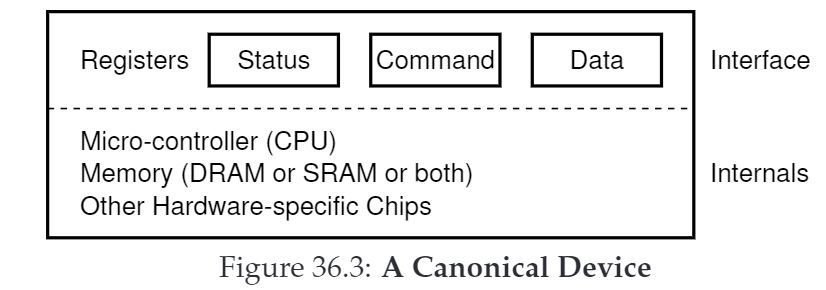 Registers Status Command Data Interface
Micro-controller (CPU)
Memory (DRAM or SRAM or both) Internals
Other Hardware-specific Chips
Figure 36.3: A Canonical Device